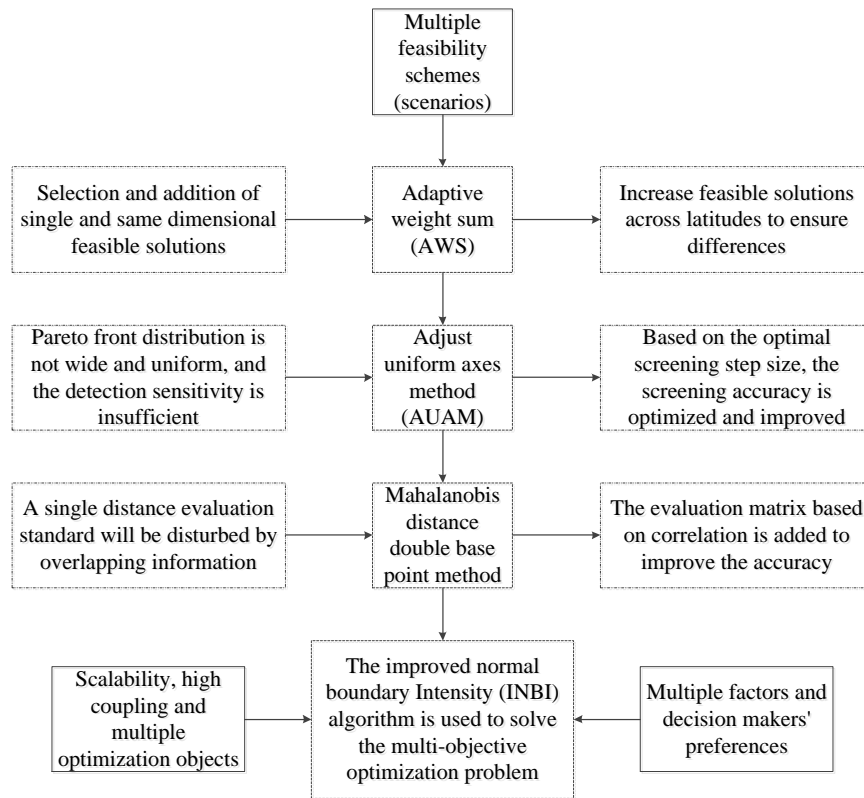 Multiple
feasibility
schemes
(scenarios)
Selection and addition of
single and same dimensional
feasible solutions
Adaptive
weight sum
(AWS)
Increase feasible solutions
across latitudes to ensure
differences
Pareto front distribution is
not wide and uniform, and
the detection sensitivity is
insufficient
Adjust
uniform axes
method
(AUAM)
Based on the optimal
screening step size, the
screening accuracy is
optimized and improved
A single distance evaluation
standard will be disturbed by
overlapping information
Mahalanobis
distance
double base
point method
The evaluation matrix based
on correlation is added to
improve the accuracy
Scalability, high
coupling and
multiple
optimization objects
The improved normal
boundary Intensity (INBI)
algorithm is used to solve
the multi-objective
optimization problem
Multiple factors and
decision makers'
preferences